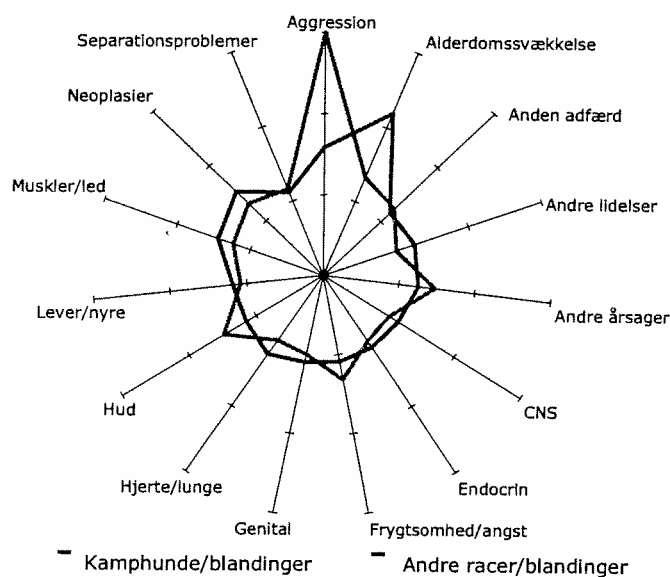 Aggression
Alderdomssvækkelse
Anden adfærd
Andre lidelser
Andre årsager
CNS
Endocrin
Frygtsomhed/angst
Genital
Hjerte/lunge
Hud
Lever/nyre
Muskler/led
Neoplasier
Separationsproblemer
Kamphunde/blandinger
Andre racer/blandinger